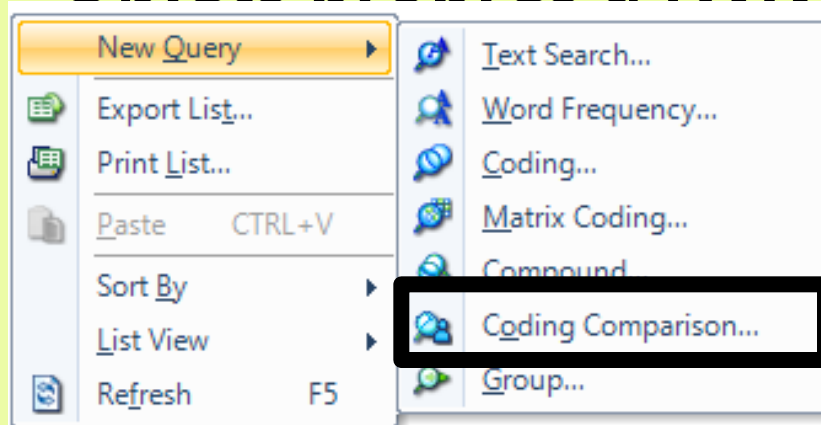 New Query
Export List...
Print List...
Paste CTRL+V
Sort By
List View
Refresh F5
Text Search...
Word Frequency...
Coding...
Matrix Coding...
Compound...
Coding Comparison...
Group...